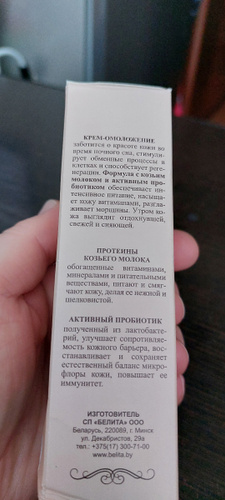 КРЕМ-ОМОЛОЖЕНИЕ
заботится о красоте кожи во
время ночного сна, стимули-
рует обменные процессы в
клетках и способствует реге-
нерации. Формула с козьим
молоком и активным про-
биотиком обеспечивает ин-
тенсивное питание, насыща-
ет кожу витаминами, разгла-
живает морщины. Утром ко-
жа выглядит отдохнувшей,
свежей и сияющей.
ПРОТЕИНЫ
КОЗЬЕГО МОЛОКА
обогащенные витаминами,
минералами и питательными
веществами, питают и смяг-
чают кожу, делая ее нежной и
шелковистой.
АКТИВНЫЙ ПРОБИОТИК
полученный из лактобакте-
рий, улучшает сопротивляе-
мость кожного барьера, вос-
станавливает и сохраняет
естественный баланс микро-
флоры кожи, повышает ее
иммунитет.
ИЗГОТОВИТЕЛЬ
СП «БЕЛИТА» ООО
Беларусь, 220089, г. Минск
ул. Декабристов, 29а
тел.: +375(17) 300-71-00
www.belita.by